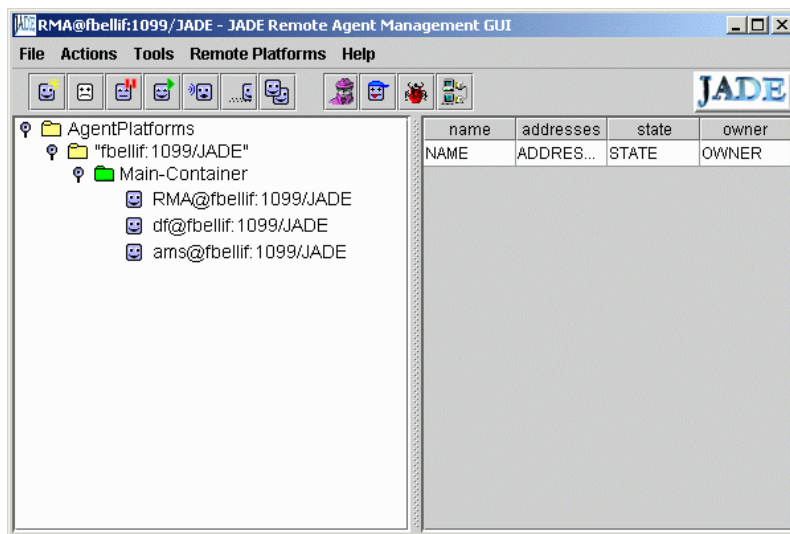 RMA@fbellif:1099/JADE - JADE Remote Agent Management GUI
File Actions Tools Remote Platforms Help
JADE
AgentPlatforms
"fbellif:1099/JADE"
Main-Container
RMA@fbellif:1099/JADE
df@fbellif:1099/JADE
ams@fbellif:1099/JADE
name addresses state owner
NAME ADDRES... STATE OWNER